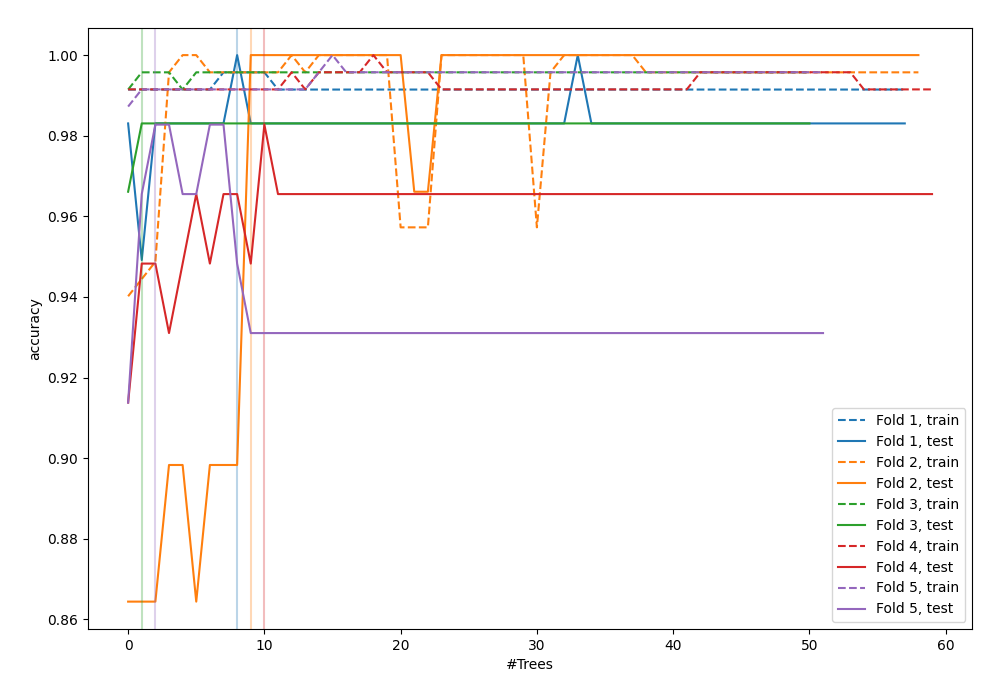 1.00
0.98
0.96
0.94
0.92
0.90
0.88
0.86
accuracy
0 10 20 30 40 50 60
#Trees
Fold 1, train
Fold 1, test
Fold 2, train
Fold 2, test
Fold 3, train
Fold 3, test
Fold 4, train
Fold 4, test
Fold 5, train
Fold 5, test